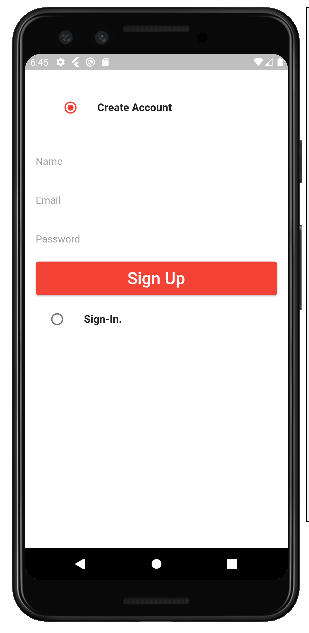 6:45
Create Account
Name
Email
Password
Sign Up
Sign-In.